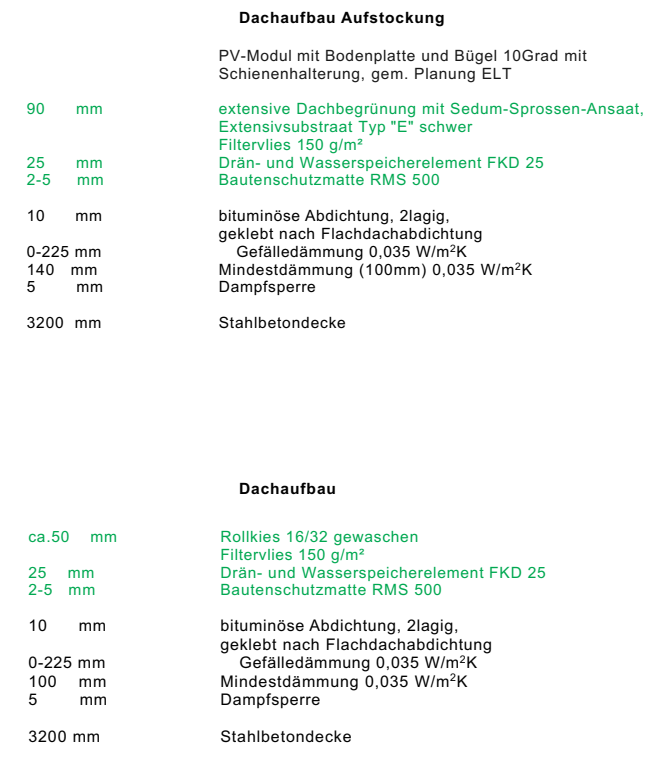 Dachaufbau Aufstockung
PV-Modul mit Bodenplatte und Bügel 10Grad mit
Schienenhalterung, gem. Planung ELT
90 mm extensive Dachbegrünung mit Sedum-Sprossen-Ansaat,
Extensivsubstraat Typ "E" schwer
Filtervlies 150 g/m²
25 mm Drän- und Wasserspeicherelement FKD 25
2-5 mm Bautenschutzmatte RMS 500
10 mm bituminöse Abdichtung, 2lagig,
geklebt nach Flachdachabdichtung
0-225 mm Gefälledämmung 0,035 W/m²K
140 mm Mindestdämmung (100mm) 0,035 W/m²K
5 mm Dampfsperre
3200 mm Stahlbetondecke
Dachaufbau
ca.50 mm Rollkies 16/32 gewaschen
Filtervlies 150 g/m²
25 mm Drän- und Wasserspeicherelement FKD 25
2-5 mm Bautenschutzmatte RMS 500
10 mm bituminöse Abdichtung, 2lagig,
geklebt nach Flachdachabdichtung
0-225 mm Gefälledämmung 0,035 W/m²K
100 mm Mindestdämmung 0,035 W/m²K
5 mm Dampfsperre
3200 mm Stahlbetondecke